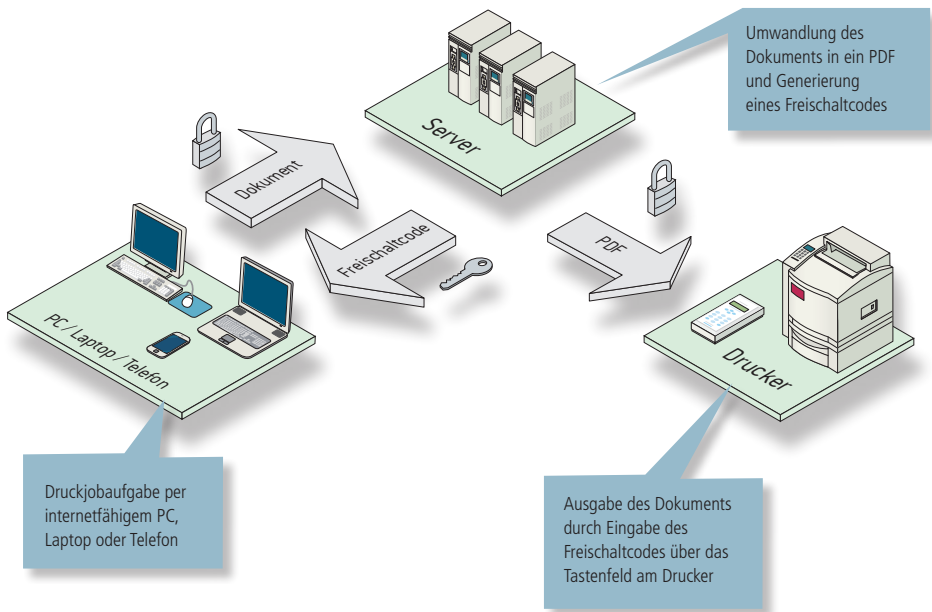 Umwandlung des
Dokuments in ein PDF
und Generierung
eines Freischaltcodes
Server
Dokument
Freischaltcode
PDF
PC / Laptop / Telefon
Drucker
Druckjobaufgabe per
internetfähigem PC,
Laptop oder Telefon
Ausgabe des Dokuments
durch Eingabe des
Freischaltcodes über das
Tastenfeld am Drucker